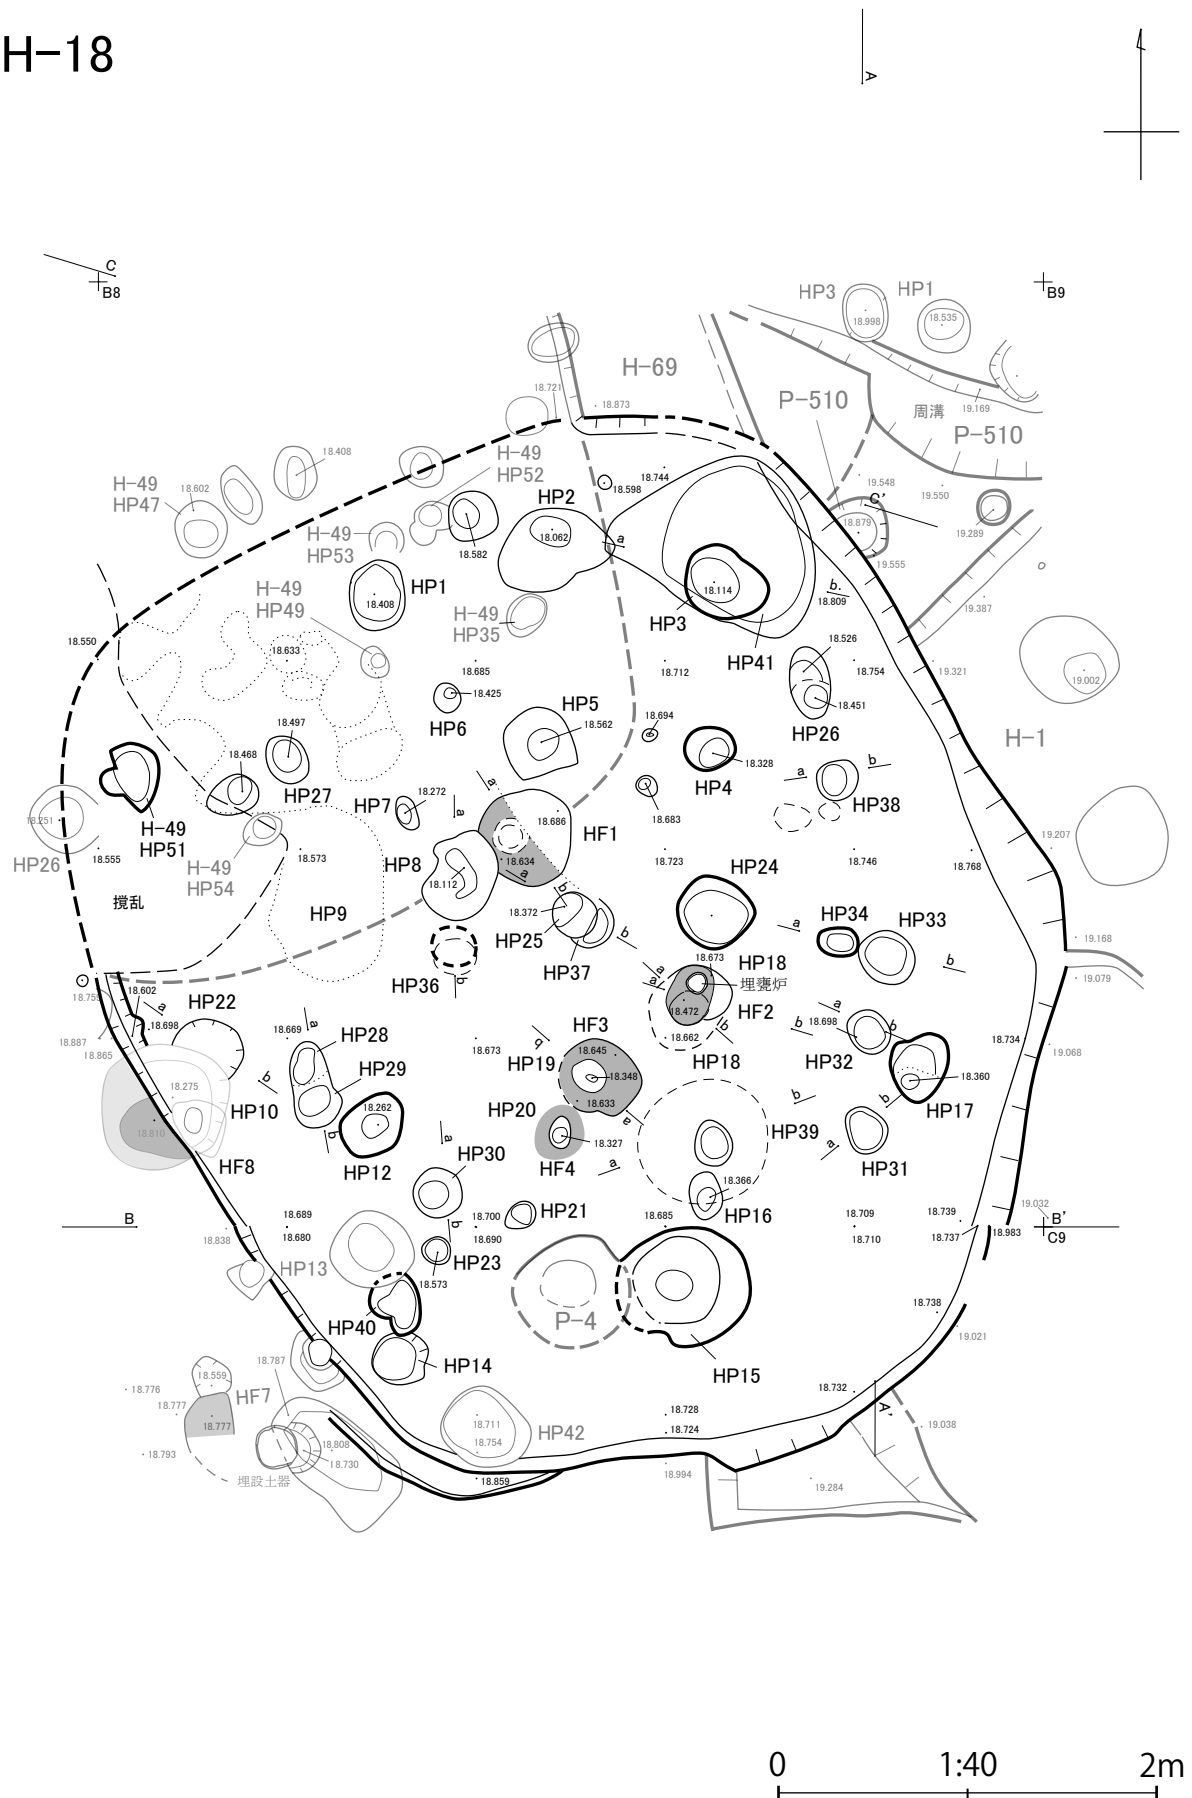 H-18
A
C
B8
B9
HP3
HP1
18.998
18.535
H-69
18.721
18.873
P-510
周溝
19.169
P-510
H-49
HP52
18.408
H-49
HP47
18.602
18.744
18.598
HP2
19.548
19.550
C'
18.879
19.289
18.062
a
18.582
H-49
HP53
19.555
HP1
18.408
H-49
HP49
H-49
HP35
18.114
b
18.809
19.387
HP3
18.550
18.633
18.526
HP41
18.685
18.712
18.754
19.321
19.002
18.425
18.451
HP6
HP5
18.562
18.694
HP26
18.497
H-1
18.468
18.328
a
b
HP4
HP27
HP7
18.272
a
a
HP38
18.251
18.686
HF1
18.683
H-49
HP51
19.207
HP26
18.555
H-49
HP54
18.573
HP8
18.634
a
18.723
18.746
18.768
HP24
18.112
b
撹乱
HP9
18.372
HP25
b
a
HP34
HP33
19.168
HP37
18.673
HP18
b
HP36
b
a
a
埋甕炉
19.079
18.759
18.602
a
HP22
18.472
HF2
a
18.698
18.698
HP28
18.669
a
HF3
b
b
b
18.887
18.865
18.673
b
HP19
18.645
18.662
HP18
HP32
18.734
19.068
HP29
18.348
18.360
18.275
b
18.633
b
b
HP17
HP10
18.262
HP20
a
18.810
b
a
18.327
HP39
a
HP31
HF8
HP12
HP30
HF4
a
18.366
18.689
18.700
HP21
18.685
HP16
18.709
18.739
19.032
B
B'
18.838
18.680
18.690
b
18.710
18.737
18.983
C9
HP13
HP23
18.573
18.738
P-4
HP40
19.021
18.787
HP14
HP15
18.776
18.559
HF7
18.732
A'
18.777
18.777
18.711
HP42
18.728
18.724
19.038
18.793
18.808
18.730
18.754
埋設土器
18.859
18.994
19.284
0
1:40
2m